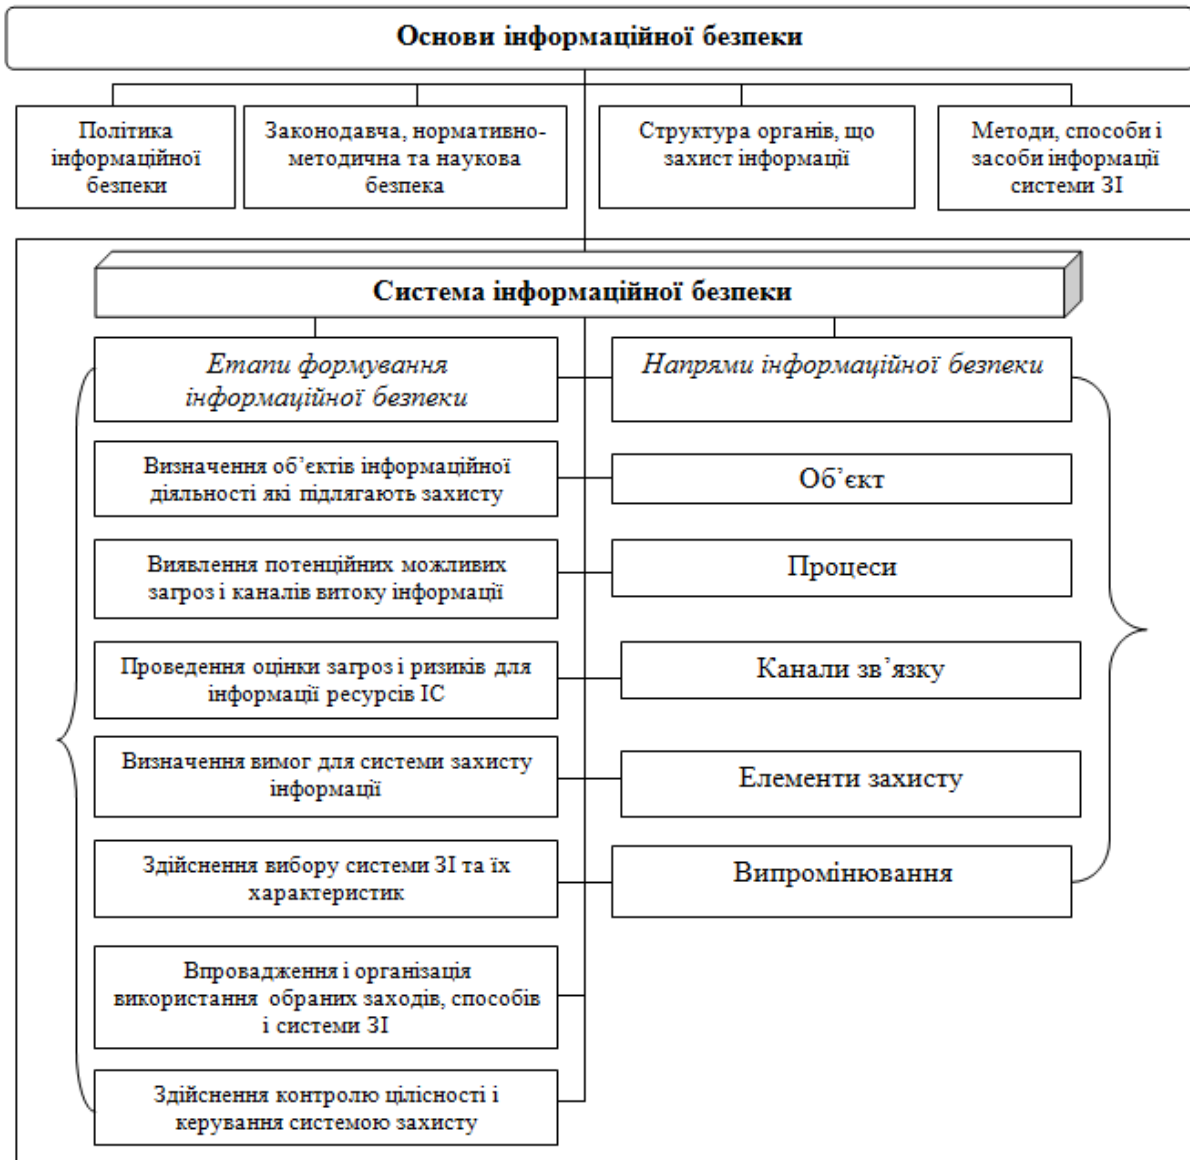 Основи інформаційної безпеки
Політика
інформаційної
безпеки
Законодавча, нормативно-
методична та наукова
безпека
Структура органів, що
захист інформації
Методи, способи і
засоби інформації
системи ЗІ
Система інформаційної безпеки
Етапи формування
інформаційної безпеки
Напрями інформаційної безпеки
Визначення об’єктів інформаційної
діяльності які підлягають захисту
Об’єкт
Виявлення потенційних можливих
загроз і каналів витоку інформації
Процеси
Проведення оцінки загроз і ризиків для
інформації ресурсів ІС
Канали зв’язку
Визначення вимог для системи захисту
інформації
Елементи захисту
Здійснення вибору системи ЗІ та їх
характеристик
Випромінювання
Впровадження і організація
використання обраних заходів, способів
і системи ЗІ
Здійснення контролю цілісності і
керування системою захисту